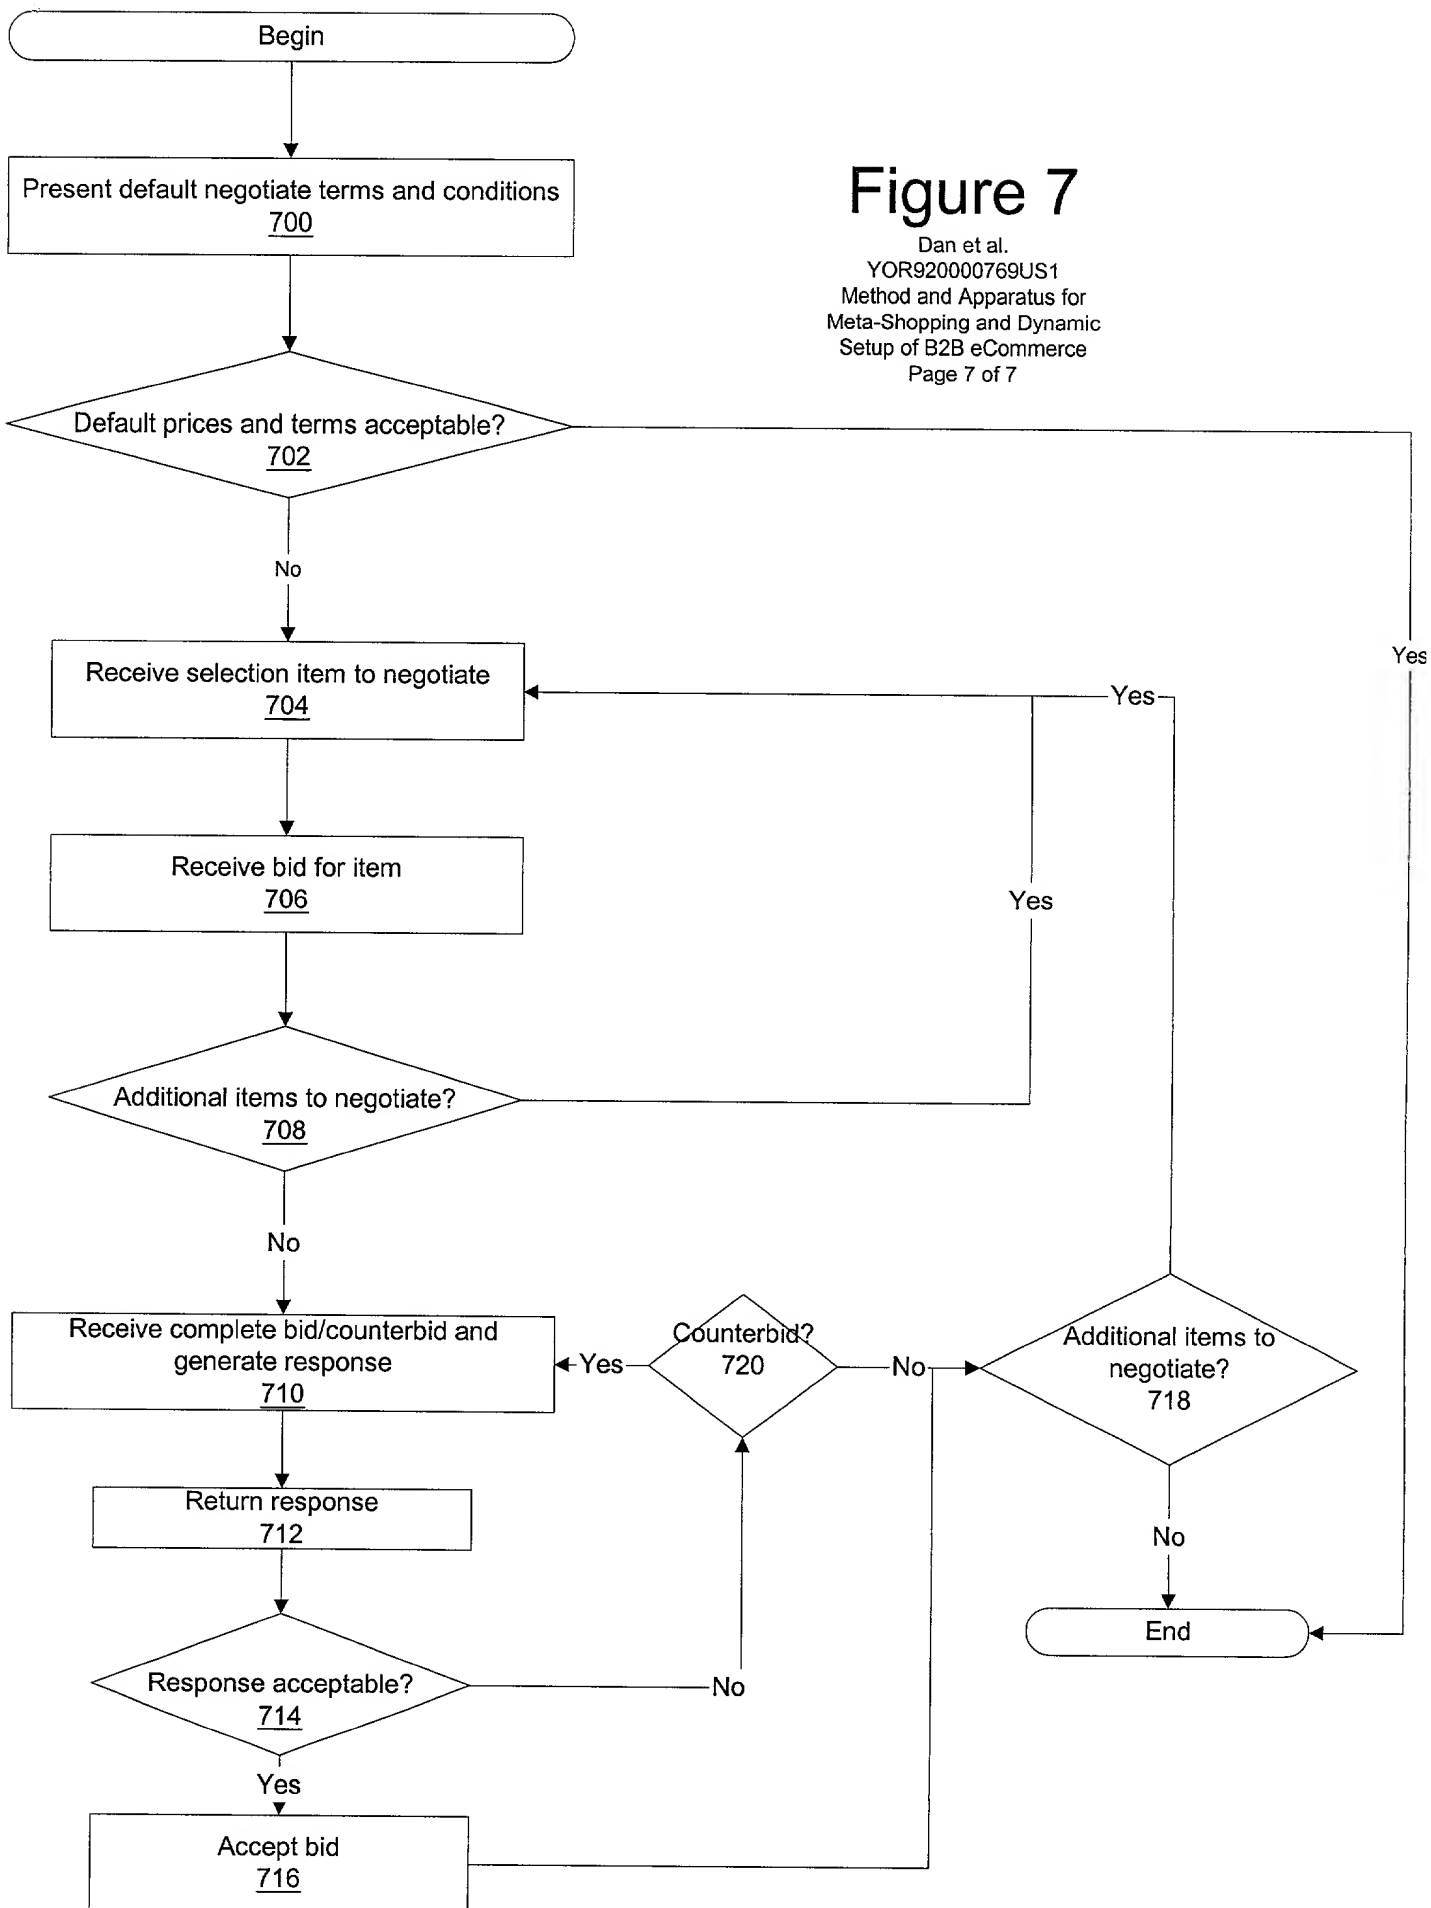 Begin
Present default negotiate terms and conditions
700
Figure 7
Dan et al.
YOR920000769US1
Method and Apparatus for
Meta-Shopping and Dynamic
Setup of B2B eCommerce
Page 7 of 7
Default prices and terms acceptable?
702
No
Yes
Receive selection item to negotiate
704
Yes
Receive bid for item
706
Yes
Additional items to negotiate?
708
No
Receive complete bid/counterbid and
generate response
710
Yes
Counterbid?
720
No
Additional items to
negotiate?
718
Return response
712
No
End
Response acceptable?
714
No
Yes
Accept bid
716